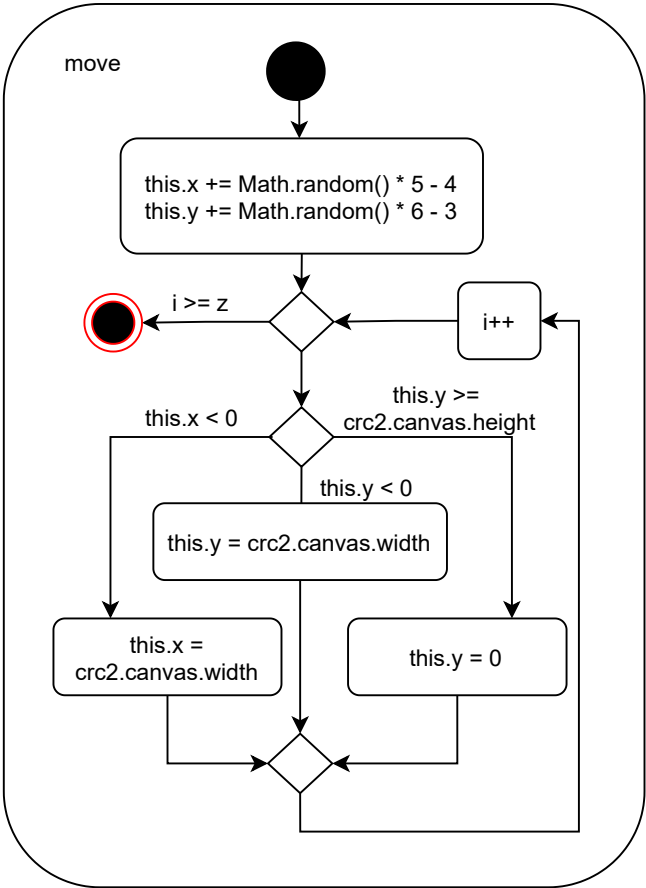 move
this.x += Math.random() * 5 - 4
this.y += Math.random() * 6 - 3
i >= z
i++
this.y >=
crc2.canvas.height
this.x < 0
this.y < 0
this.y = crc2.canvas.width
this.x =
crc2.canvas.width
this.y = 0